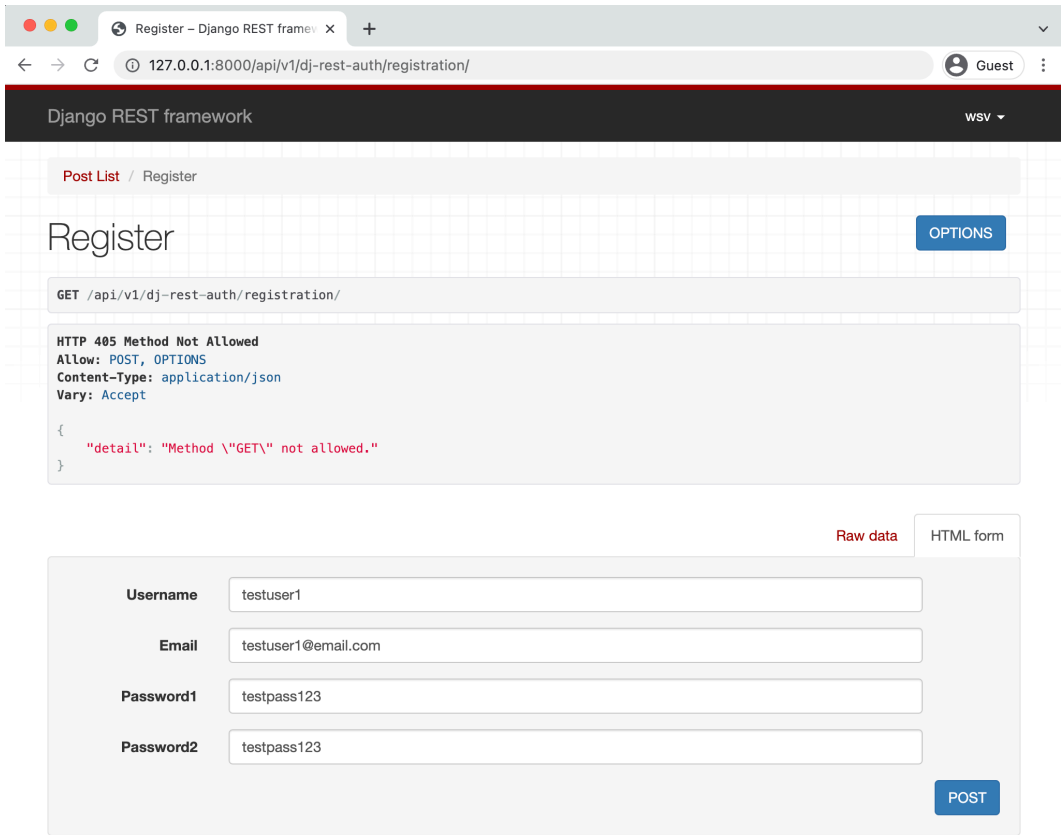 Register – Django REST framew
127.0.0.1:8000/api/v1/dj-rest-auth/registration/
Guest
Django REST framework
wsv
Post List / Register
Register
OPTIONS
GET /api/v1/dj-rest-auth/registration/
HTTP 405 Method Not Allowed
Allow: POST, OPTIONS
Content-Type: application/json
Vary: Accept
{
    "detail": "Method \"GET\" not allowed."
}
Raw data
HTML form
Username testuser1
Email testuser1@email.com
Password1 testpass123
Password2 testpass123
POST